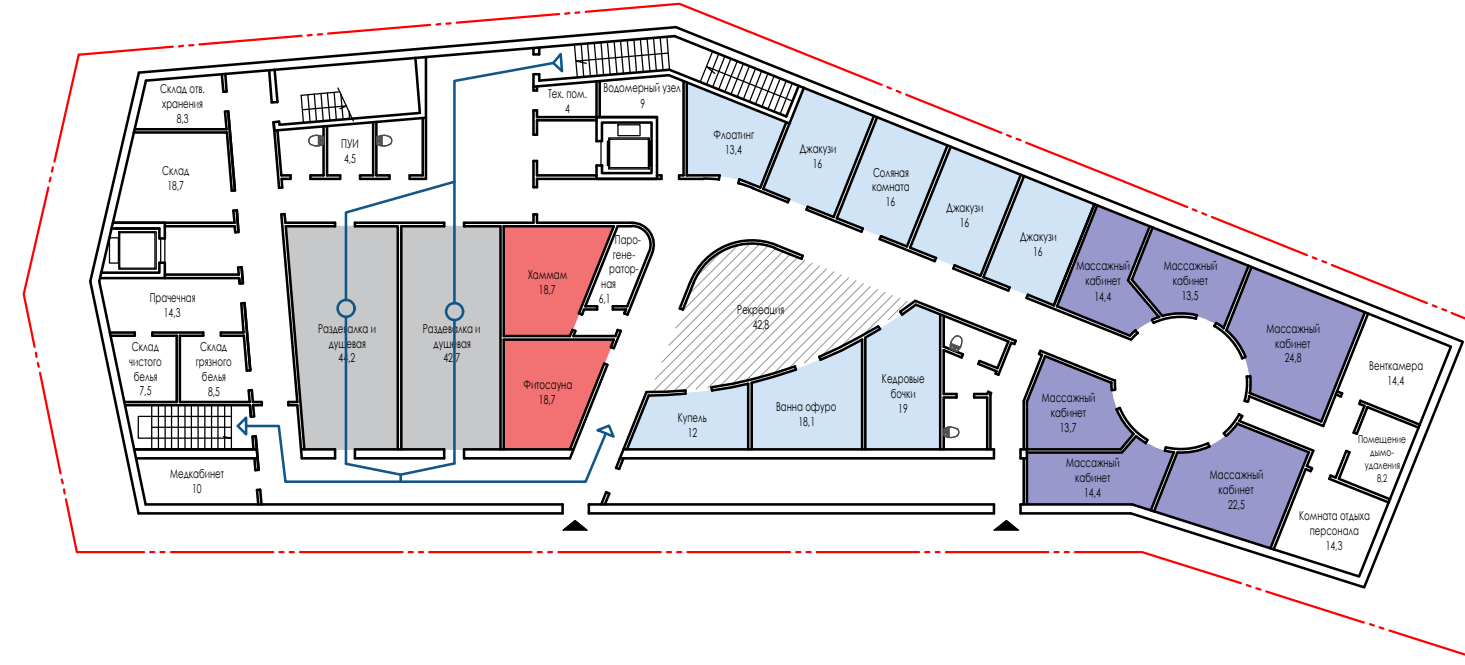 Склад отв.
хранения
8,3
Склад
18,7
ПУИ
4,5
Тех. пом.
4
Водомерный узел
9
Флоатинг
13,4
Джакузи
16
Соляная
комната
16
Джакузи
16
Джакузи
16
Массажный
кабинет
14,4
Массажный
кабинет
13,5
Массажный
кабинет
24,8
Венткамера
14,4
Прачечная
14,3
Склад
чистого
белья
7,5
Склад
грязного
белья
8,5
Раздевалка и
душевая
44,2
Раздевалка и
душевая
42,7
Хаммам
18,7
Паро-
гене-
ратор-
ная
6,1
Фитосауна
18,7
Рекреация
42,8
Купель
12
Ванна офуро
18,1
Кедровые
бочки
19
Массажный
кабинет
13,7
Массажный
кабинет
14,4
Массажный
кабинет
22,5
Помещение
дымо-
удаления
8,2
Комната отдыха
персонала
14,3
Медкабинет
10